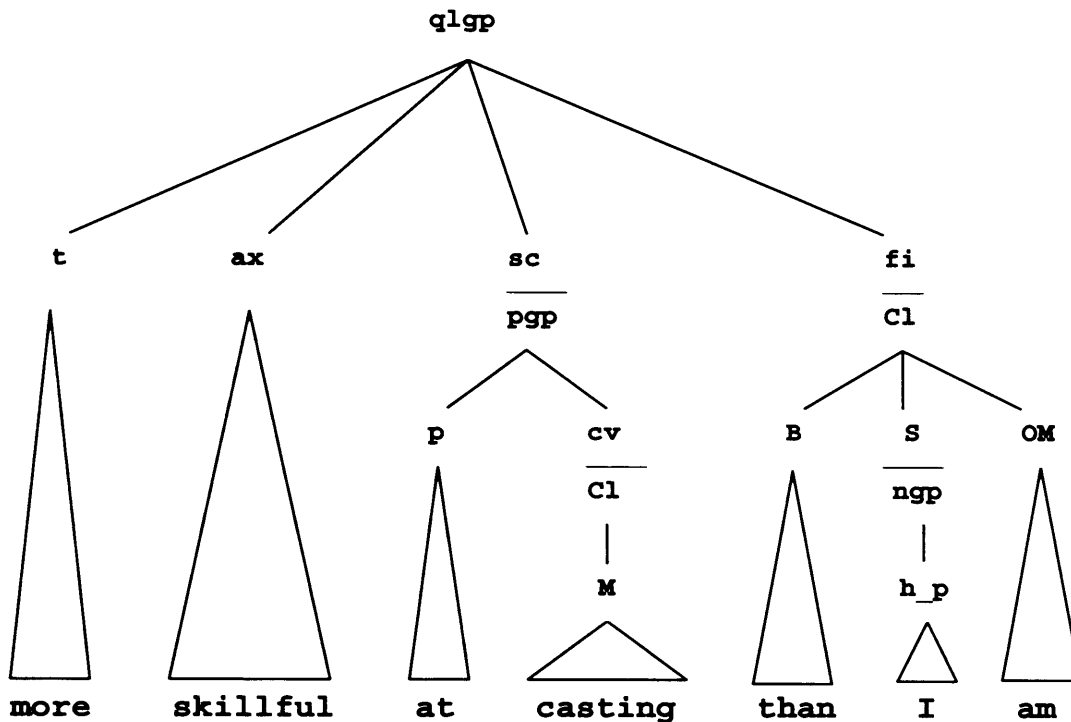 qlgp
t ax sc fi
pgp Cl
p cv B S OM
Cl ngp
M h_p
more skillful at casting than I am